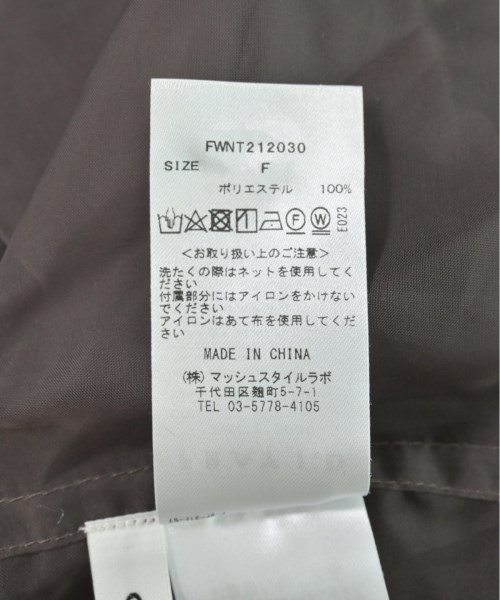 FWNT212030
SIZE F
ポリエステル 100%
F W E023
＜お取り扱い上のご注意＞
洗たくの際はネットを使用してく
ださい
付属部分にはアイロンをかけない
でください
アイロンはあて布を使用してくだ
さい
MADE IN CHINA
(株) マッシュスタイルラボ
千代田区麹町5-7-1
TEL 03-5778-4105